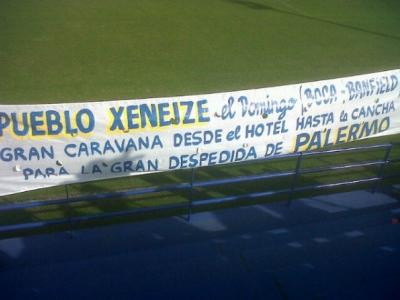 PUEBLO XENEIZE el Domingo (BOCA - BANFIELD
GRAN CARAVANA DESDE el HOTEL HASTA la CANCHA
PARA LA GRAN DESPEDIDA DE PALERMO